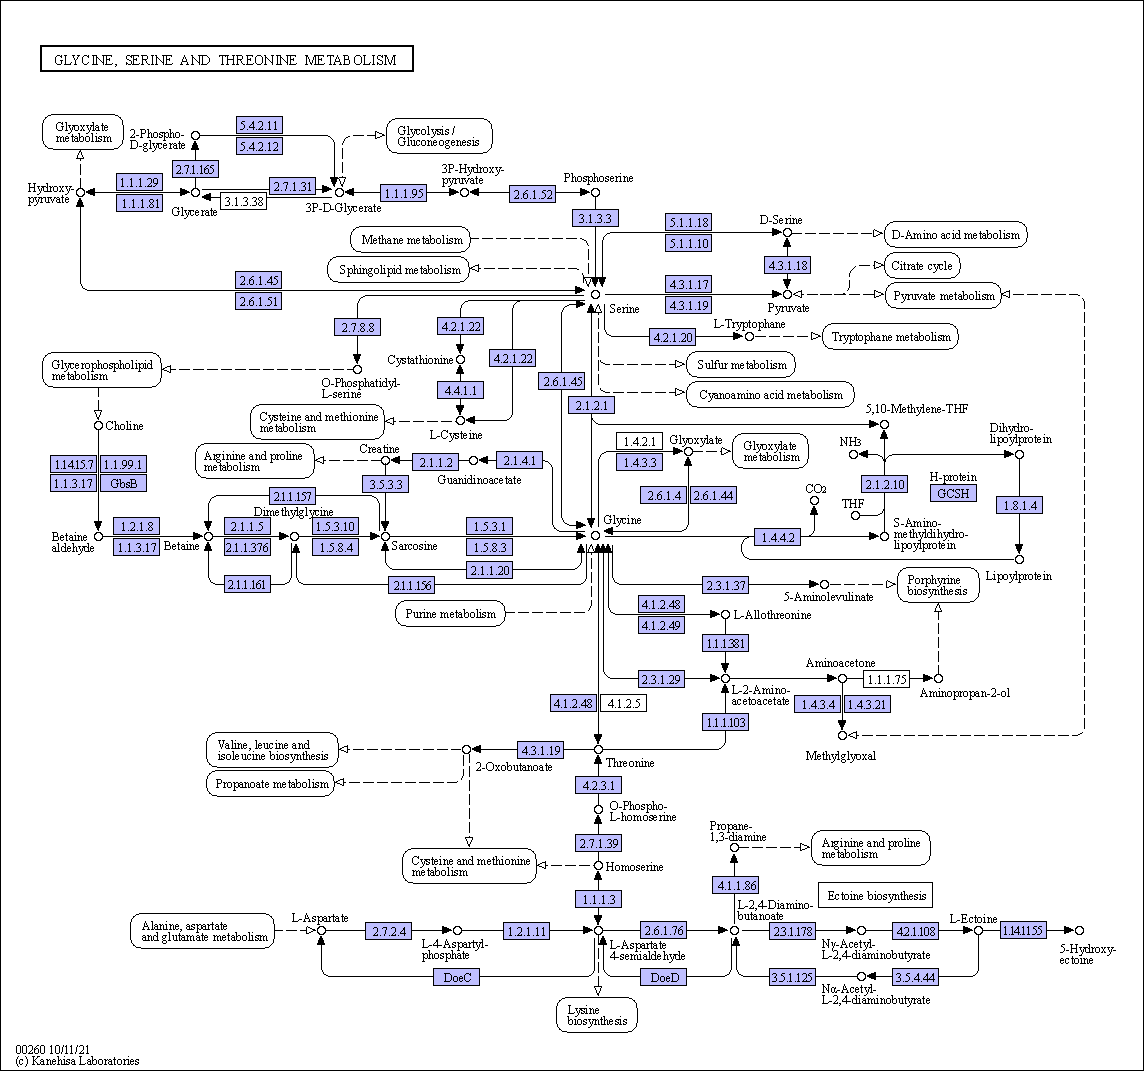 GLYCINE, SERINE AND THREONINE METABOLISM
Glyoxylate
metabolism
2-Phospho-
D-glycerate
5.4.2.11
5.4.2.12
Glycolysis /
Gluconeogenesis
2.7.1.165
3P-Hydroxy-
pyruvate
Phosphoserine
Hydroxy-
pyruvate
1.1.1.29
1.1.1.81
Glycerate
2.7.1.31
3.1.3.38
3P-D-Glycerate
1.1.1.95
2.6.1.52
3.1.3.3
5.1.1.18
5.1.1.10
D-Serine
D-Amino acid metabolism
Methane metabolism
Sphingolipid metabolism
4.3.1.18
Citrate cycle
2.6.1.45
2.6.1.51
4.3.1.17
4.3.1.19
Serine
Pyruvate
Pyruvate metabolism
2.7.8.8
4.2.1.22
4.2.1.20
L-Tryptophane
Tryptophane metabolism
Cystathionine
4.2.1.22
Glycerophospholipid
metabolism
O-Phosphatidyl-
L-serine
4.4.1.1
2.6.1.45
Sulfur metabolism
Cyanoamino acid metabolism
2.1.2.1
5,10-Methylene-THF
Cysteine and methionine
metabolism
L-Cysteine
Choline
1.4.2.1
1.4.3.3
Glyoxylate
Glyoxylate
metabolism
NH3
Dihydro-
lipoylprotein
Arginine and proline
metabolism
Creatine
2.1.1.2
2.1.4.1
Guanidinoacetate
1.14.15.7
1.1.99.1
1.1.3.17
GbsB
3.5.3.3
2.6.1.4
2.6.1.44
CO2
2.1.2.10
H-protein
GCSH
2.1.1.157
Dimethylglycine
THF
1.8.1.4
Betaine
aldehyde
1.2.1.8
1.1.3.17
Betaine
2.1.1.5
2.1.1.376
1.5.3.10
1.5.8.4
Sarcosine
1.5.3.1
1.5.8.3
Glycine
1.4.4.2
S-Amino-
methyldihydro-
lipoylprotein
2.1.1.20
2.1.1.161
2.1.1.156
Lipoylprotein
2.3.1.37
5-Aminolevulinate
Porphyrine
biosynthesis
Purine metabolism
4.1.2.48
4.1.2.49
L-Allothreonine
1.1.1.381
Aminoacetone
2.3.1.29
L-2-Amino-
acetoacetate
1.1.1.75
Aminopropan-2-ol
4.1.2.48
4.1.2.5
1.4.3.4
1.4.3.21
1.1.1.103
Valine, leucine and
isoleucine biosynthesis
4.3.1.19
2-Oxobutanoate
Threonine
Methylglyoxal
Propanoate metabolism
4.2.3.1
O-Phospho-
L-homoserine
2.7.1.39
Propane-
1,3-diamine
Arginine and proline
metabolism
Cysteine and methionine
metabolism
Homoserine
4.1.1.86
1.1.1.3
Ectoine biosynthesis
Alanine, aspartate
and glutamate metabolism
L-Aspartate
2.7.2.4
L-4-Aspartyl-
phosphate
1.2.1.11
L-Aspartate
4-semialdehyde
2.6.1.76
L-2,4-Diamino-
butanoate
2.3.1.178
Nγ-Acetyl-
L-2,4-diaminobutyrate
4.2.1.108
L-Ectoine
1.14.11.55
5-Hydroxy-
ectoine
DoeC
DoeD
3.5.1.125
Nα-Acetyl-
L-2,4-diaminobutyrate
3.5.4.44
Lysine
biosynthesis
00260 10/11/21
(c) Kanehisa Laboratories